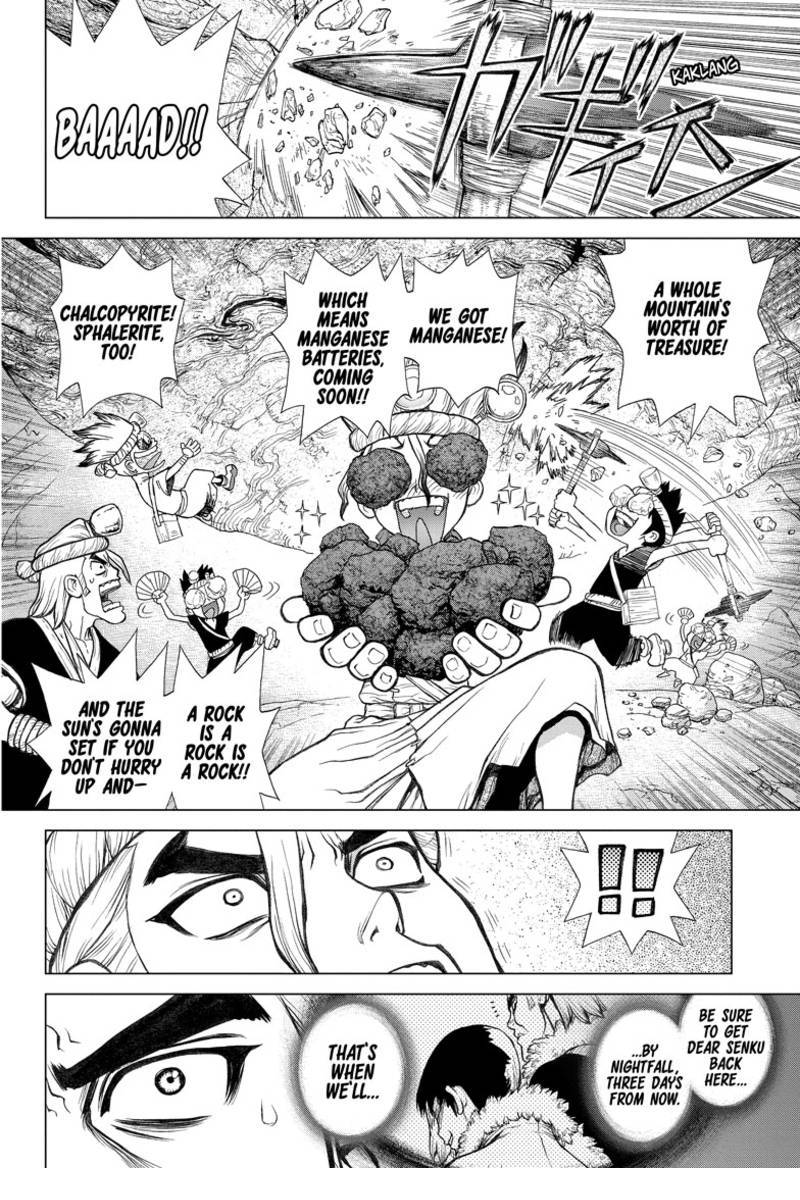 ガギィン
KAKLANG
BAAAAD!!
A WHOLE
MOUNTAIN'S
WORTH OF
TREASURE!
WE GOT
MANGANESE!
WHICH
MEANS
MANGANESE
BATTERIES,
COMING
SOON!!
CHALCOPYRITE!
SPHALERITE,
TOO!
A ROCK
IS A
ROCK IS
A ROCK!!
AND THE
SUN'S GONNA
SET IF YOU
DON'T HURRY
UP AND—
!!
BE SURE
TO GET
DEAR SENKU
BACK
HERE...
...BY
NIGHTFALL,
THREE DAYS
FROM NOW.
THAT'S
WHEN
WE'LL...